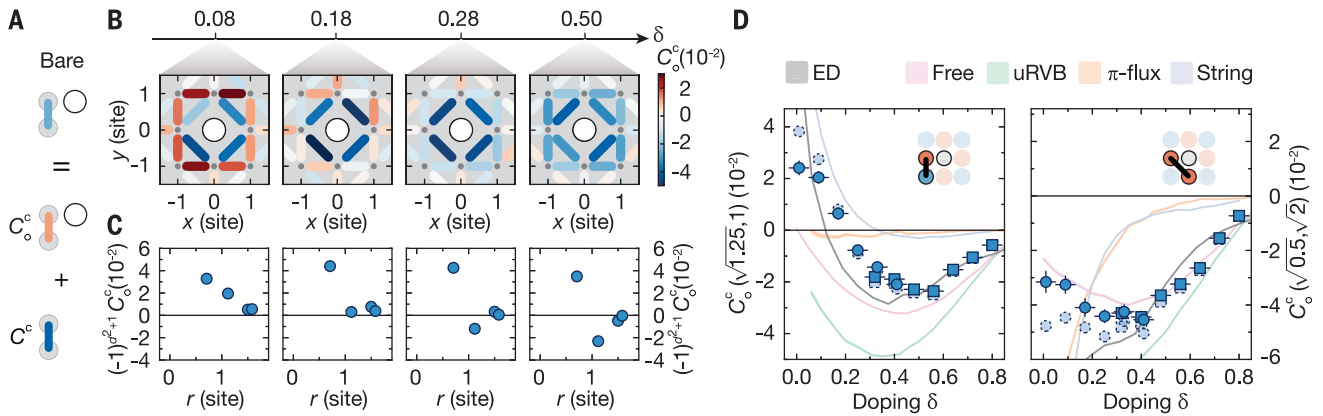 A
Bare
=
C_o^c
+
C^c
B
0.08 0.18 0.28 0.50 δ
C_o^c(10⁻²)
y (site)
1
0
-1
-1 0 1
-1 0 1
-1 0 1
-1 0 1
x (site) x (site) x (site) x (site)
2
0
-2
-4
C
(-1)^{d²+1} C_o^c(10⁻²)
6
4
2
0
-2
-4
0 1
0 1
0 1
0 1
r (site) r (site) r (site) r (site)
6
4
2
0
-2
-4
(-1)^{d²+1} C_o^c(10⁻²)
D
ED Free uRVB π-flux String
C_o^c (√1.25, 1) (10⁻²)
4
2
0
-2
-4
0.0 0.2 0.4 0.6 0.8
Doping δ
0.0 0.2 0.4 0.6 0.8
Doping δ
4
2
0
-2
-4
-6
C_o^c (√0.5, √2) (10⁻²)